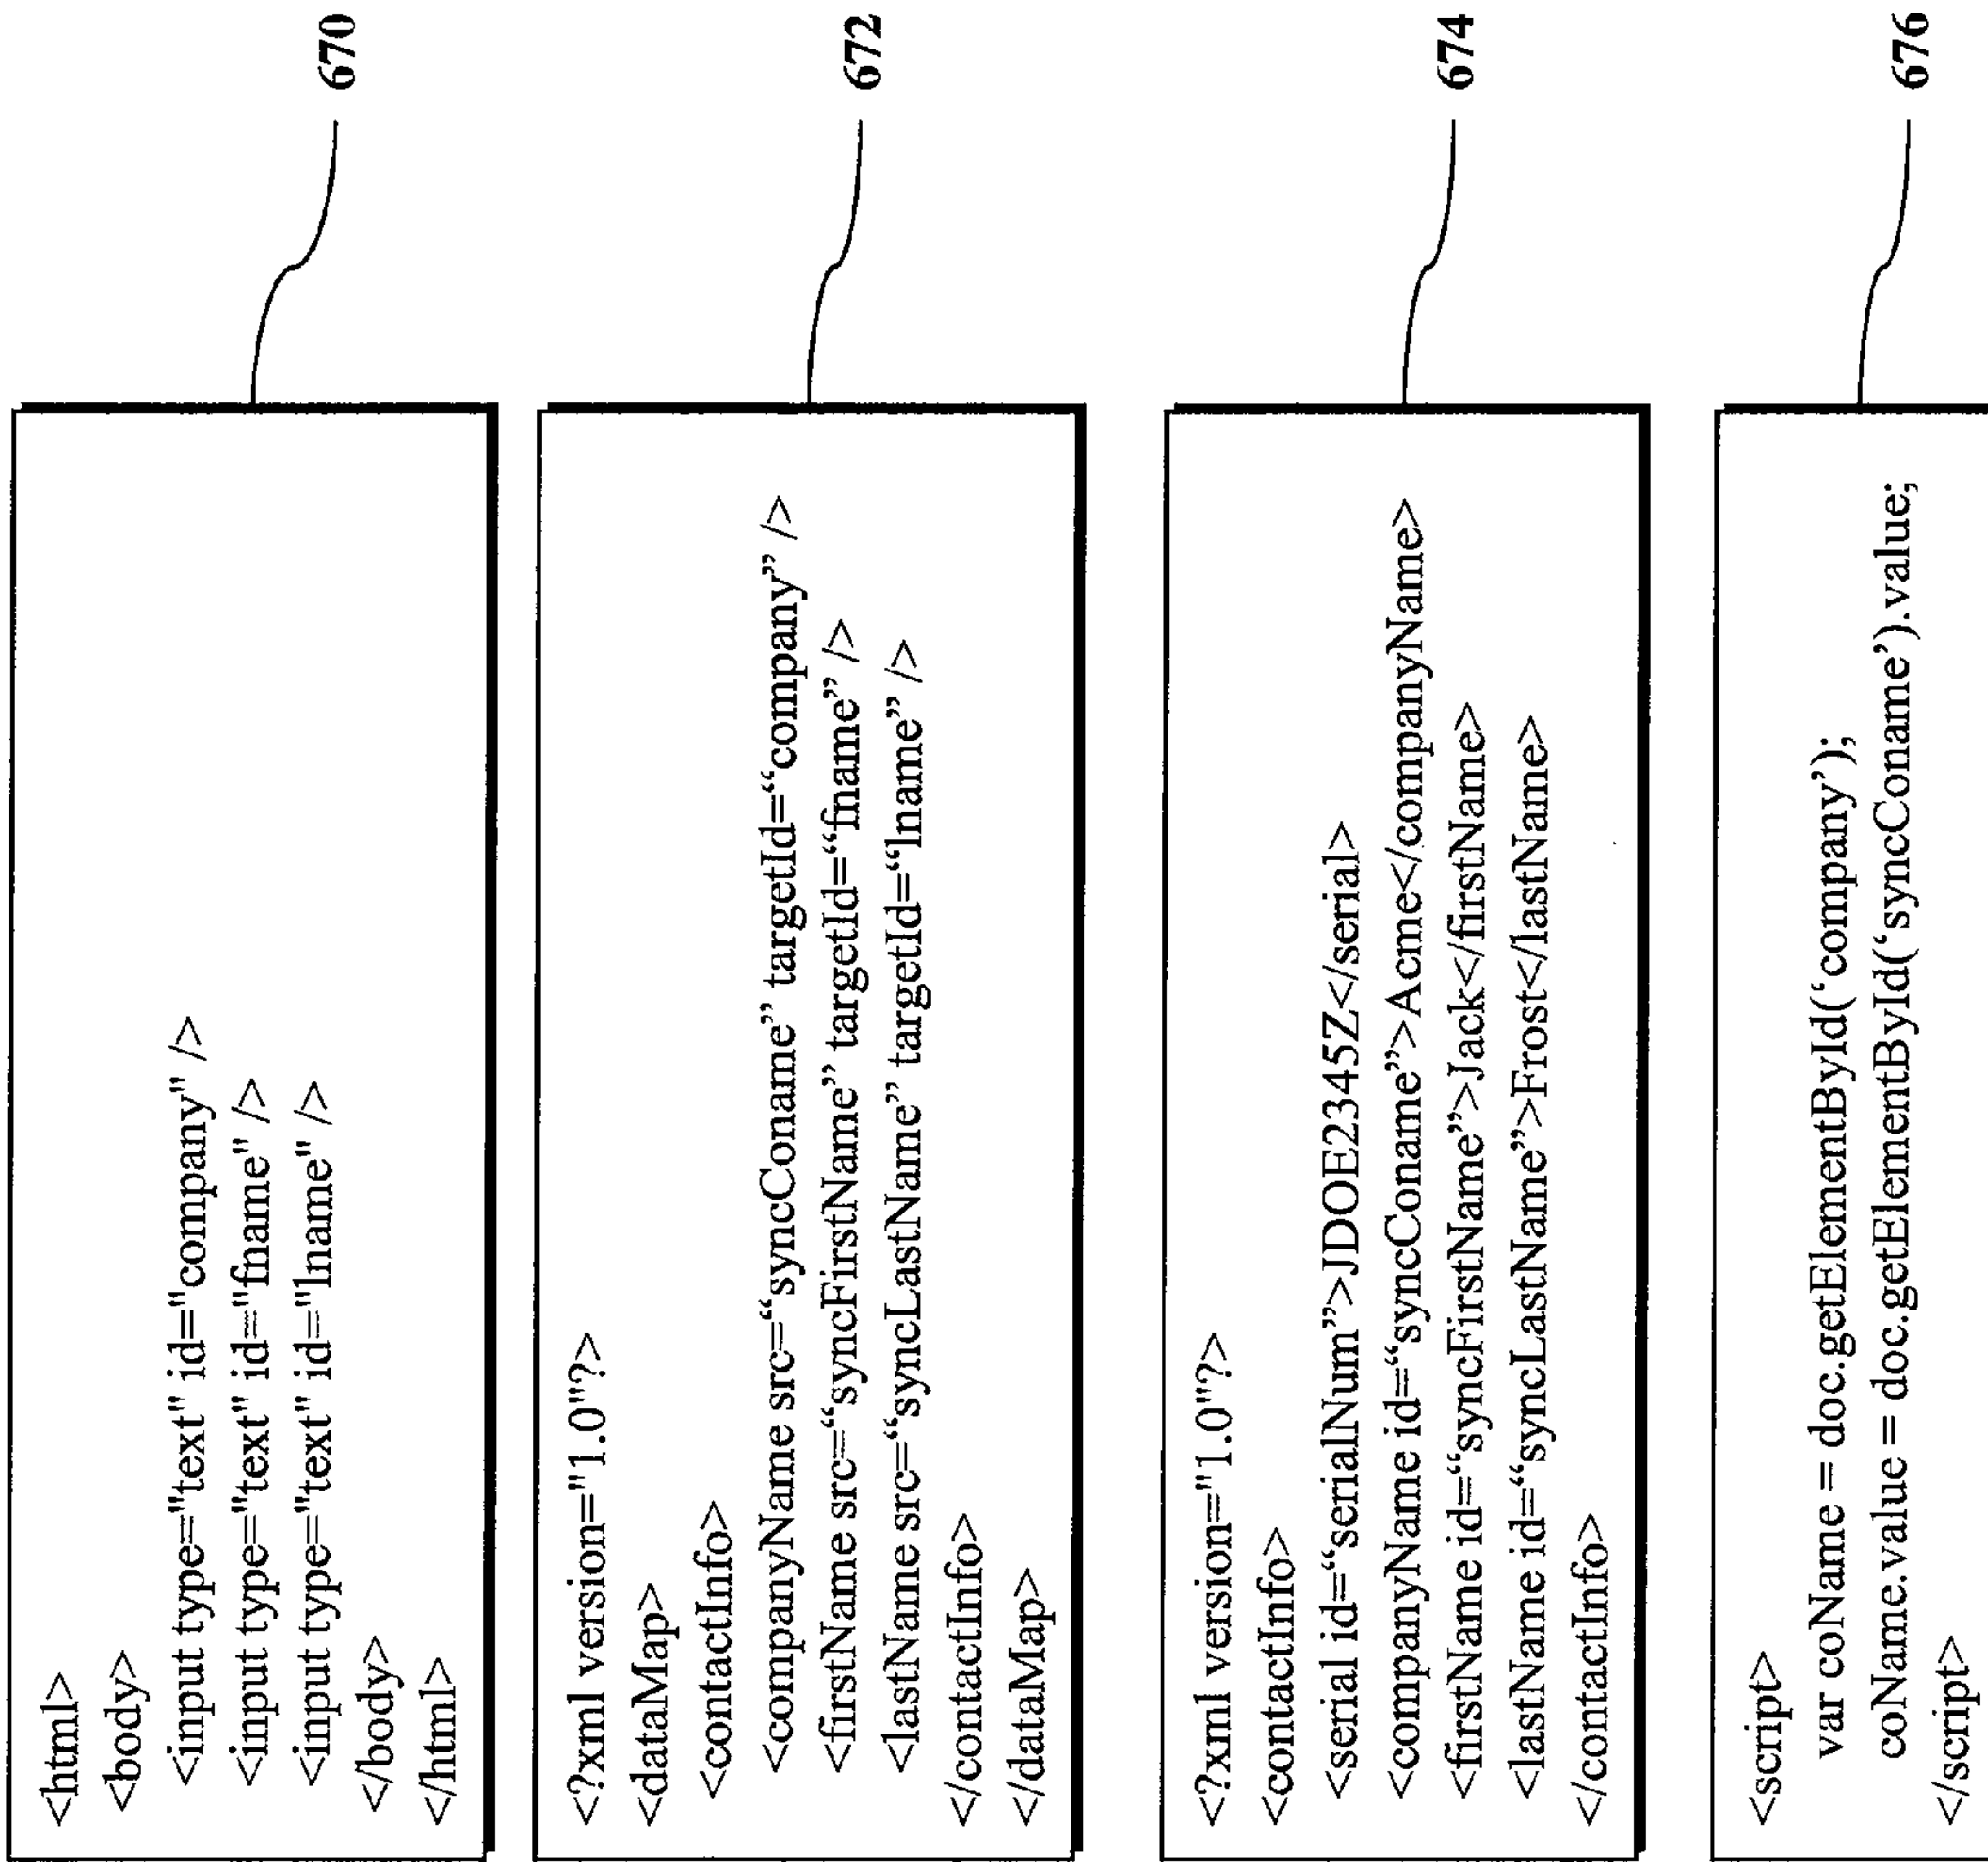 <html>
<body>
<input type="text" id="company" />
<input type="text" id="fname" />
<input type="text" id="lname" />
</body>
</html>
670
<?xml version="1.0"?>
<dataMap>
<contactInfo>
<companyName src=“syncConame” targetId=“company” />
<firstName src=“syncFirstName” targetId=“fname” />
<lastName src=“syncLastName” targetId=“lname” />
</contactInfo>
</dataMap>
672
<?xml version="1.0"?>
<contactInfo>
<serial id=“serialNum”>JDOE2345Z</serial>
<companyName id=“syncConame”>Acme</companyName>
<firstName id=“syncFirstName”>Jack</firstName>
<lastName id=“syncLastName”>Frost</lastName>
</contactInfo>
674
<script>
var coName = doc.getElementById(‘company’);
coName.value = doc.getElementById(‘syncConame’).value;
</script>
676